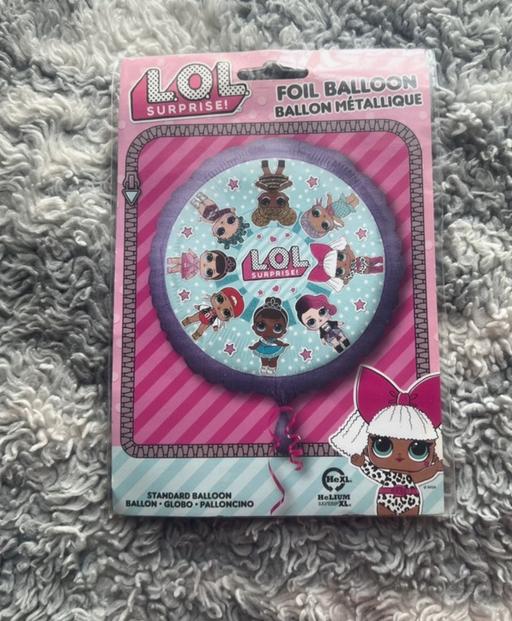 L.O.L.
SURPRISE!
FOIL BALLOON
BALLON MÉTALLIQUE
L.O.L.
SURPRISE!
STANDARD BALLOON
BALLON • GLOBO • PALLONCINO
HeXL
HeLIUM
SAVER XL